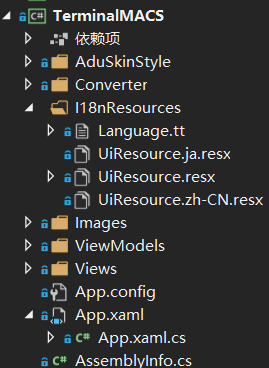 TerminalMACS
依赖项
AduSkinStyle
Converter
I18nResources
Language.tt
UiResource.ja.resx
UiResource.resx
UiResource.zh-CN.resx
Images
ViewModels
Views
App.config
App.xaml
C# App.xaml.cs
C# AssemblyInfo.cs